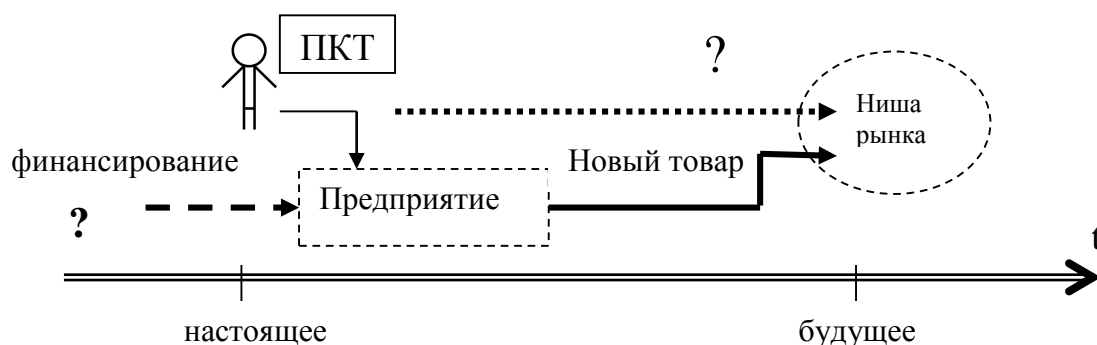 ПКТ
?
Ниша
рынка
финансирование
Новый товар
Предприятие
?
t
настоящее
будущее